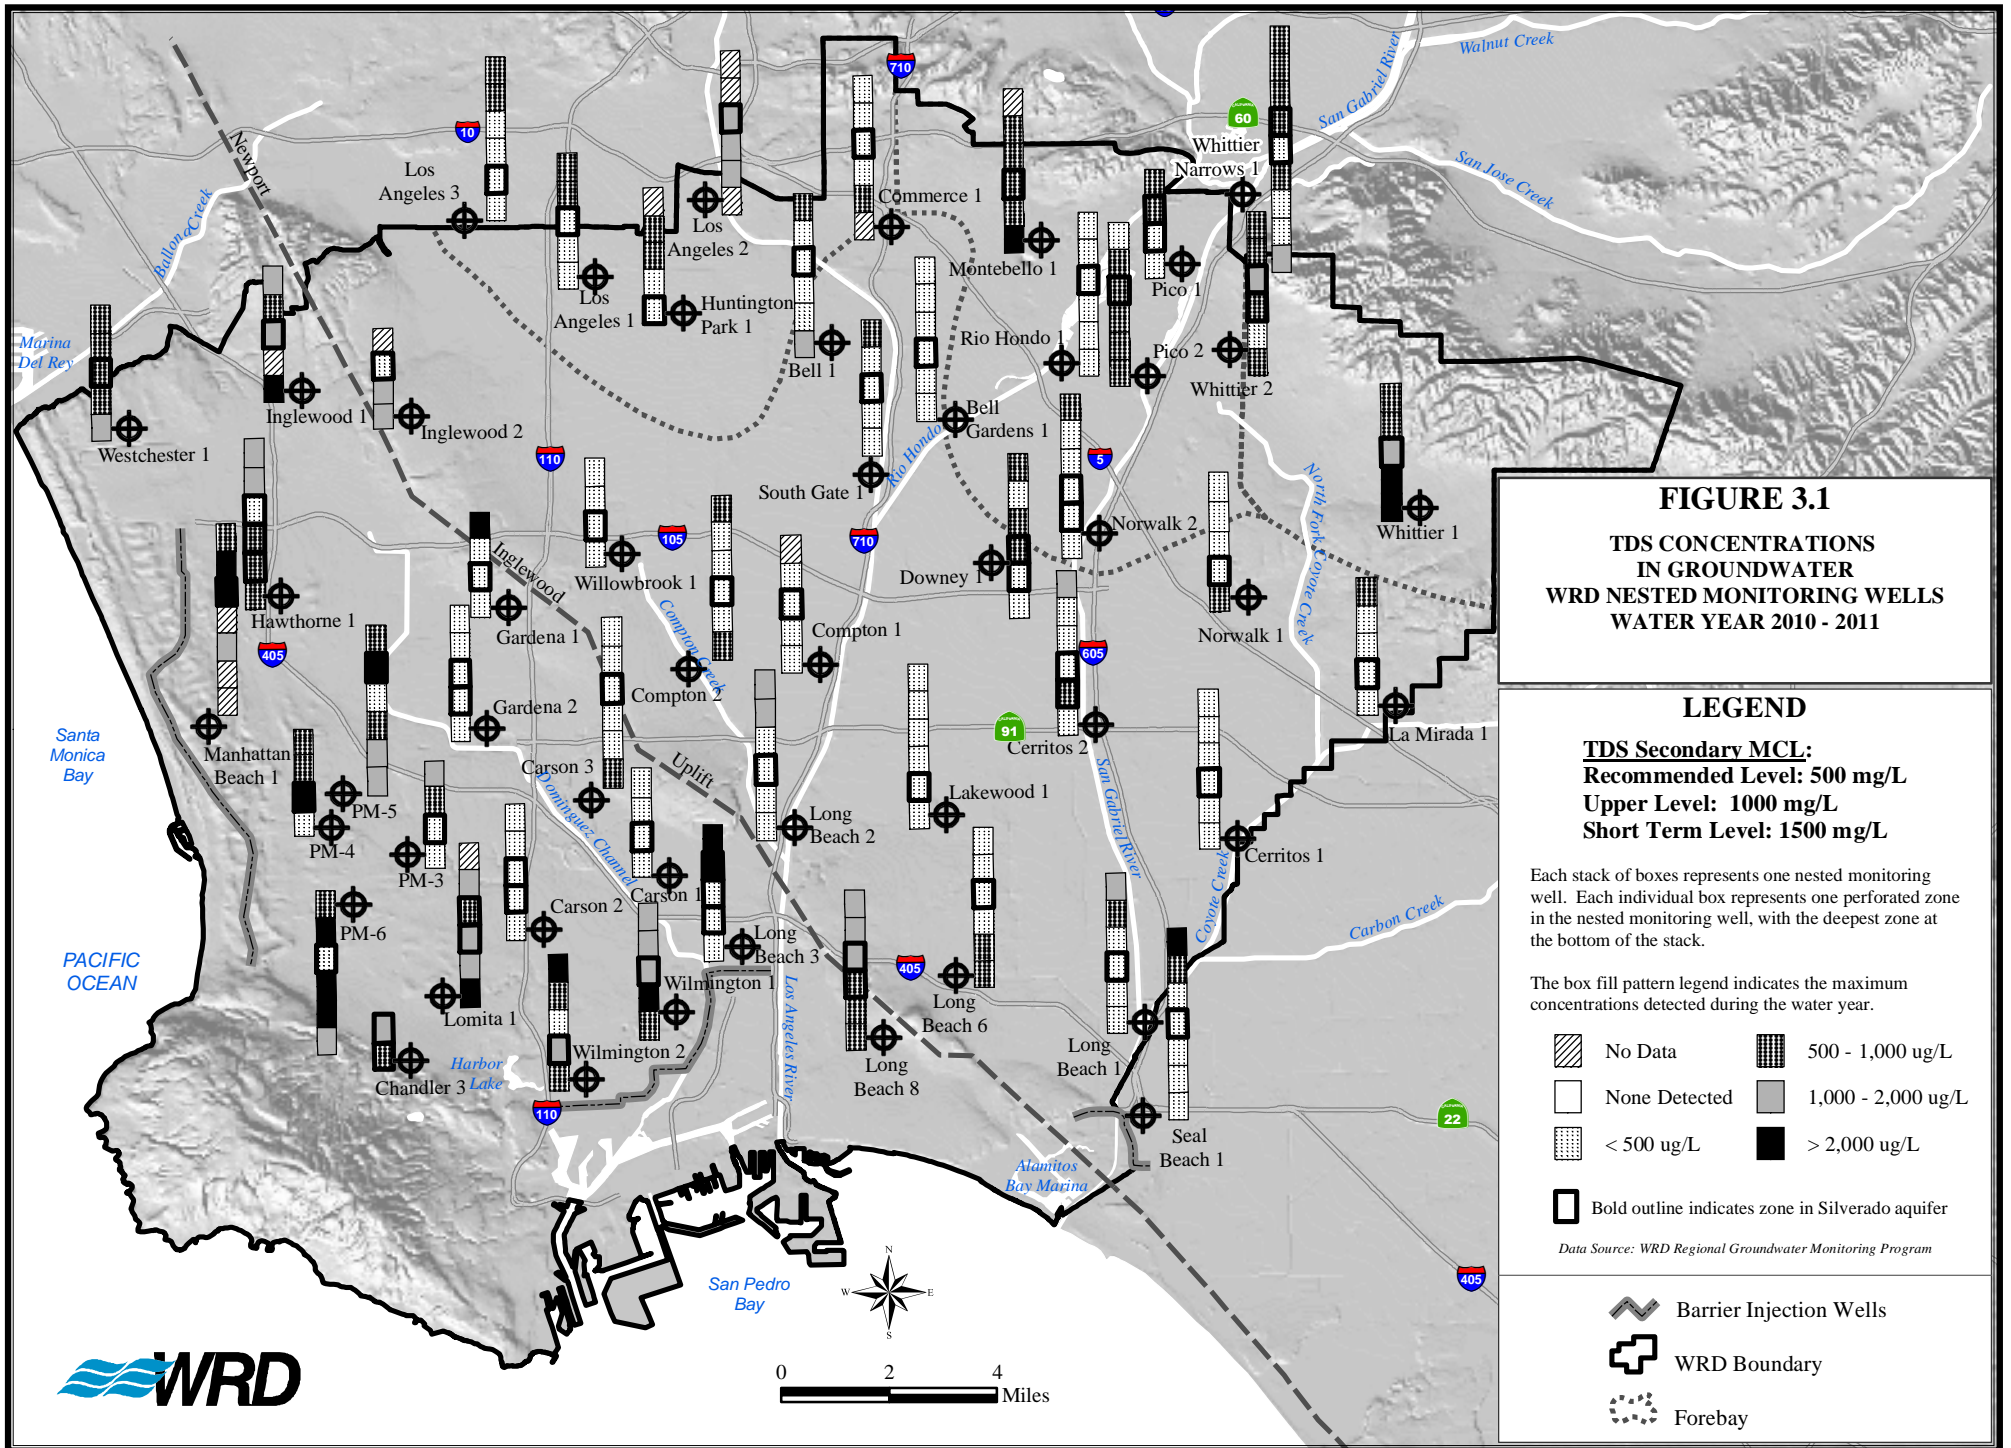 FIGURE 3.1
TDS CONCENTRATIONS
IN GROUNDWATER
WRD NESTED MONITORING WELLS
WATER YEAR 2010 - 2011
LEGEND
TDS Secondary MCL:
Recommended Level: 500 mg/L
Upper Level: 1000 mg/L
Short Term Level: 1500 mg/L
Each stack of boxes represents one nested monitoring
well. Each individual box represents one perforated zone
in the nested monitoring well, with the deepest zone at
the bottom of the stack.
The box fill pattern legend indicates the maximum
concentrations detected during the water year.
No Data
500 - 1,000 ug/L
None Detected
1,000 - 2,000 ug/L
< 500 ug/L
> 2,000 ug/L
Bold outline indicates zone in Silverado aquifer
Data Source: WRD Regional Groundwater Monitoring Program
Barrier Injection Wells
WRD Boundary
Forebay
Walnut Creek
San Gabriel River
San Jose Creek
710
10
CALIFORNIA
60
Whittier
Narrows 1
Newport
Los
Angeles 3
Ballona Creek
Los
Angeles 2
Commerce 1
Montebello 1
Pico 1
Los
Angeles 1
Huntington
Park 1
Marina
Del Rey
Rio Hondo 1
Pico 2
Bell 1
Whittier 2
Inglewood 1
Inglewood 2
Westchester 1
Bell
Gardens 1
Rio Hondo
110
5
South Gate 1
North Fork Coyote Creek
Whittier 1
Norwalk 2
105
710
Inglewood
Willowbrook 1
Downey 1
Hawthorne 1
Gardena 1
Compton Creek
Compton 1
Norwalk 1
405
605
Compton 2
Gardena 2
Santa
Monica
Bay
Manhattan
Beach 1
CALIFORNIA
91
Cerritos 2
La Mirada 1
Carson 3
Uplift
Dominguez Channel
San Gabriel River
Lakewood 1
PM-5
PM-4
Long
Beach 2
Cerritos 1
PM-3
Carson 1
Coyote Creek
Carson 2
PM-6
Long
Beach 3
Carbon Creek
PACIFIC
OCEAN
405
Wilmington 1
Los Angeles River
Long
Beach 6
Lomita 1
Wilmington 2
Harbor
Lake
Chandler 3
Long
Beach 8
Long
Beach 1
110
CALIFORNIA
22
Seal
Beach 1
Alamitos
Bay Marina
San Pedro
Bay
N
W
E
S
405
WRD
0 2 4
Miles